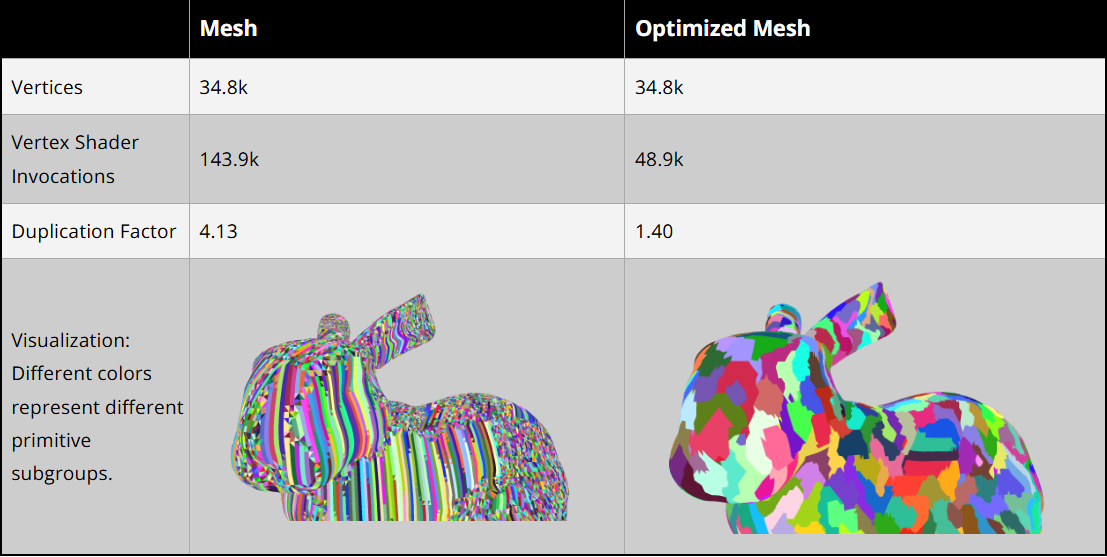 Mesh
Optimized Mesh
Vertices
34.8k
34.8k
Vertex Shader
Invocations
143.9k
48.9k
Duplication Factor
4.13
1.40
Visualization:
Different colors
represent different
primitive
subgroups.